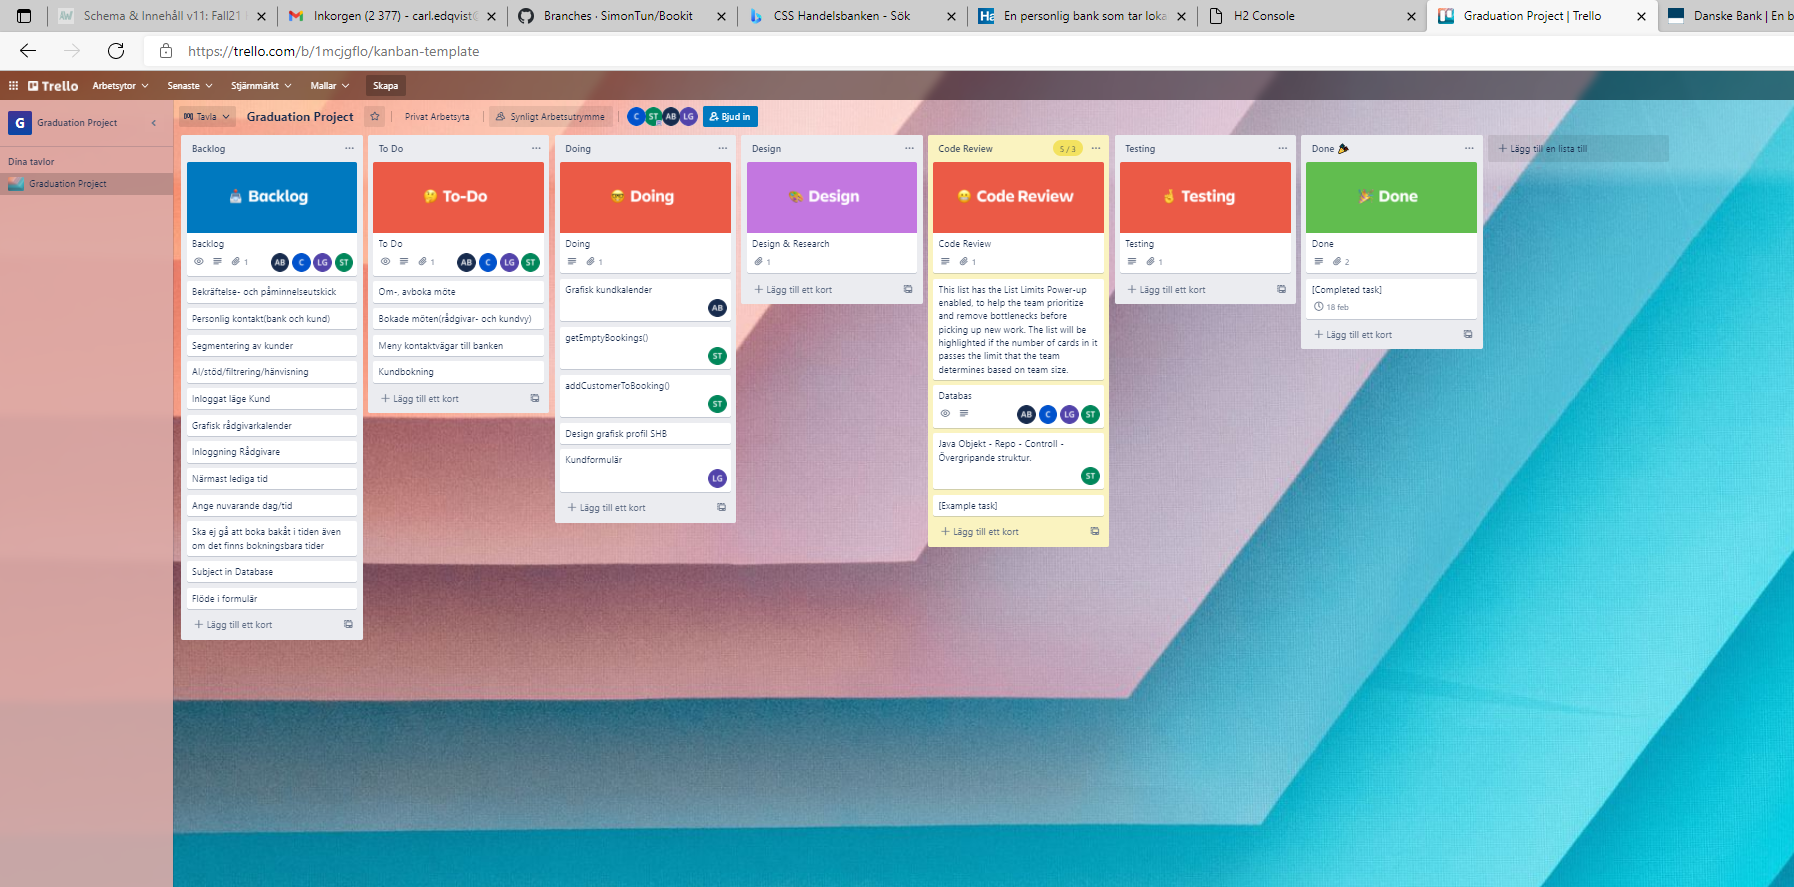 Schema & Innehåll v11: Fall21
Inkorgen (2 377) - carl.edqvist
Branches · SimonTun/Bookit
CSS Handelsbanken - Sök
En personlig bank som tar loka
H2 Console
Graduation Project | Trello
Danske Bank | En b
https://trello.com/b/1mcjgflo/kanban-template
Trello Arbetsytor Senaste Stjärnmärkt Mallar Skapa
G Graduation Project
Dina tavlor
Graduation Project
Tavla Graduation Project Privat Arbetsyta Synligt Arbetsutrymme C ST AB LG Bjud in
Backlog
Backlog
Backlog
1 AB C LG ST
Bekräftelse- och påminnelseutskick
Personlig kontakt(bank och kund)
Segmentering av kunder
AI/stöd/filtrering/hänvisning
Inloggat läge Kund
Grafisk rådgivarkalender
Inloggning Rådgivare
Närmast lediga tid
Ange nuvarande dag/tid
Ska ej gå att boka bakåt i tiden även
om det finns bokningsbara tider
Subject in Database
Flöde i formulär
+ Lägg till ett kort
To Do
To-Do
To Do
1 AB C LG ST
Om-, avboka möte
Bokade möten(rådgivar- och kundvy)
Meny kontaktvägar till banken
Kundbokning
+ Lägg till ett kort
Doing
Doing
Doing
1
Grafisk kundkalender
AB
getEmptyBookings()
ST
addCustomerToBooking()
ST
Design grafisk profil SHB
Kundformulär
LG
+ Lägg till ett kort
Design
Design
Design & Research
1
+ Lägg till ett kort
Code Review 5 / 3
Code Review
Code Review
1
This list has the List Limits Power-up
enabled, to help the team prioritize
and remove bottlenecks before
picking up new work. The list will be
highlighted if the number of cards in it
passes the limit that the team
determines based on team size.
Databas
AB C LG ST
Java Objekt - Repo - Controll -
Övergripande struktur.
ST
[Example task]
+ Lägg till ett kort
Testing
Testing
Testing
1
+ Lägg till ett kort
Done
Done
Done
2
[Completed task]
18 feb
+ Lägg till ett kort
+ Lägg till en lista till